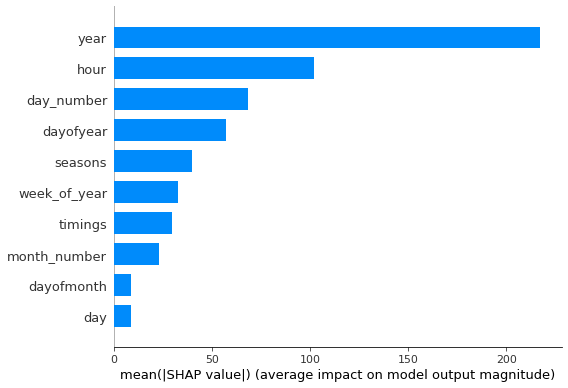 year
hour
day_number
dayofyear
seasons
week_of_year
timings
month_number
dayofmonth
day
0 50 100 150 200
mean(|SHAP value|) (average impact on model output magnitude)